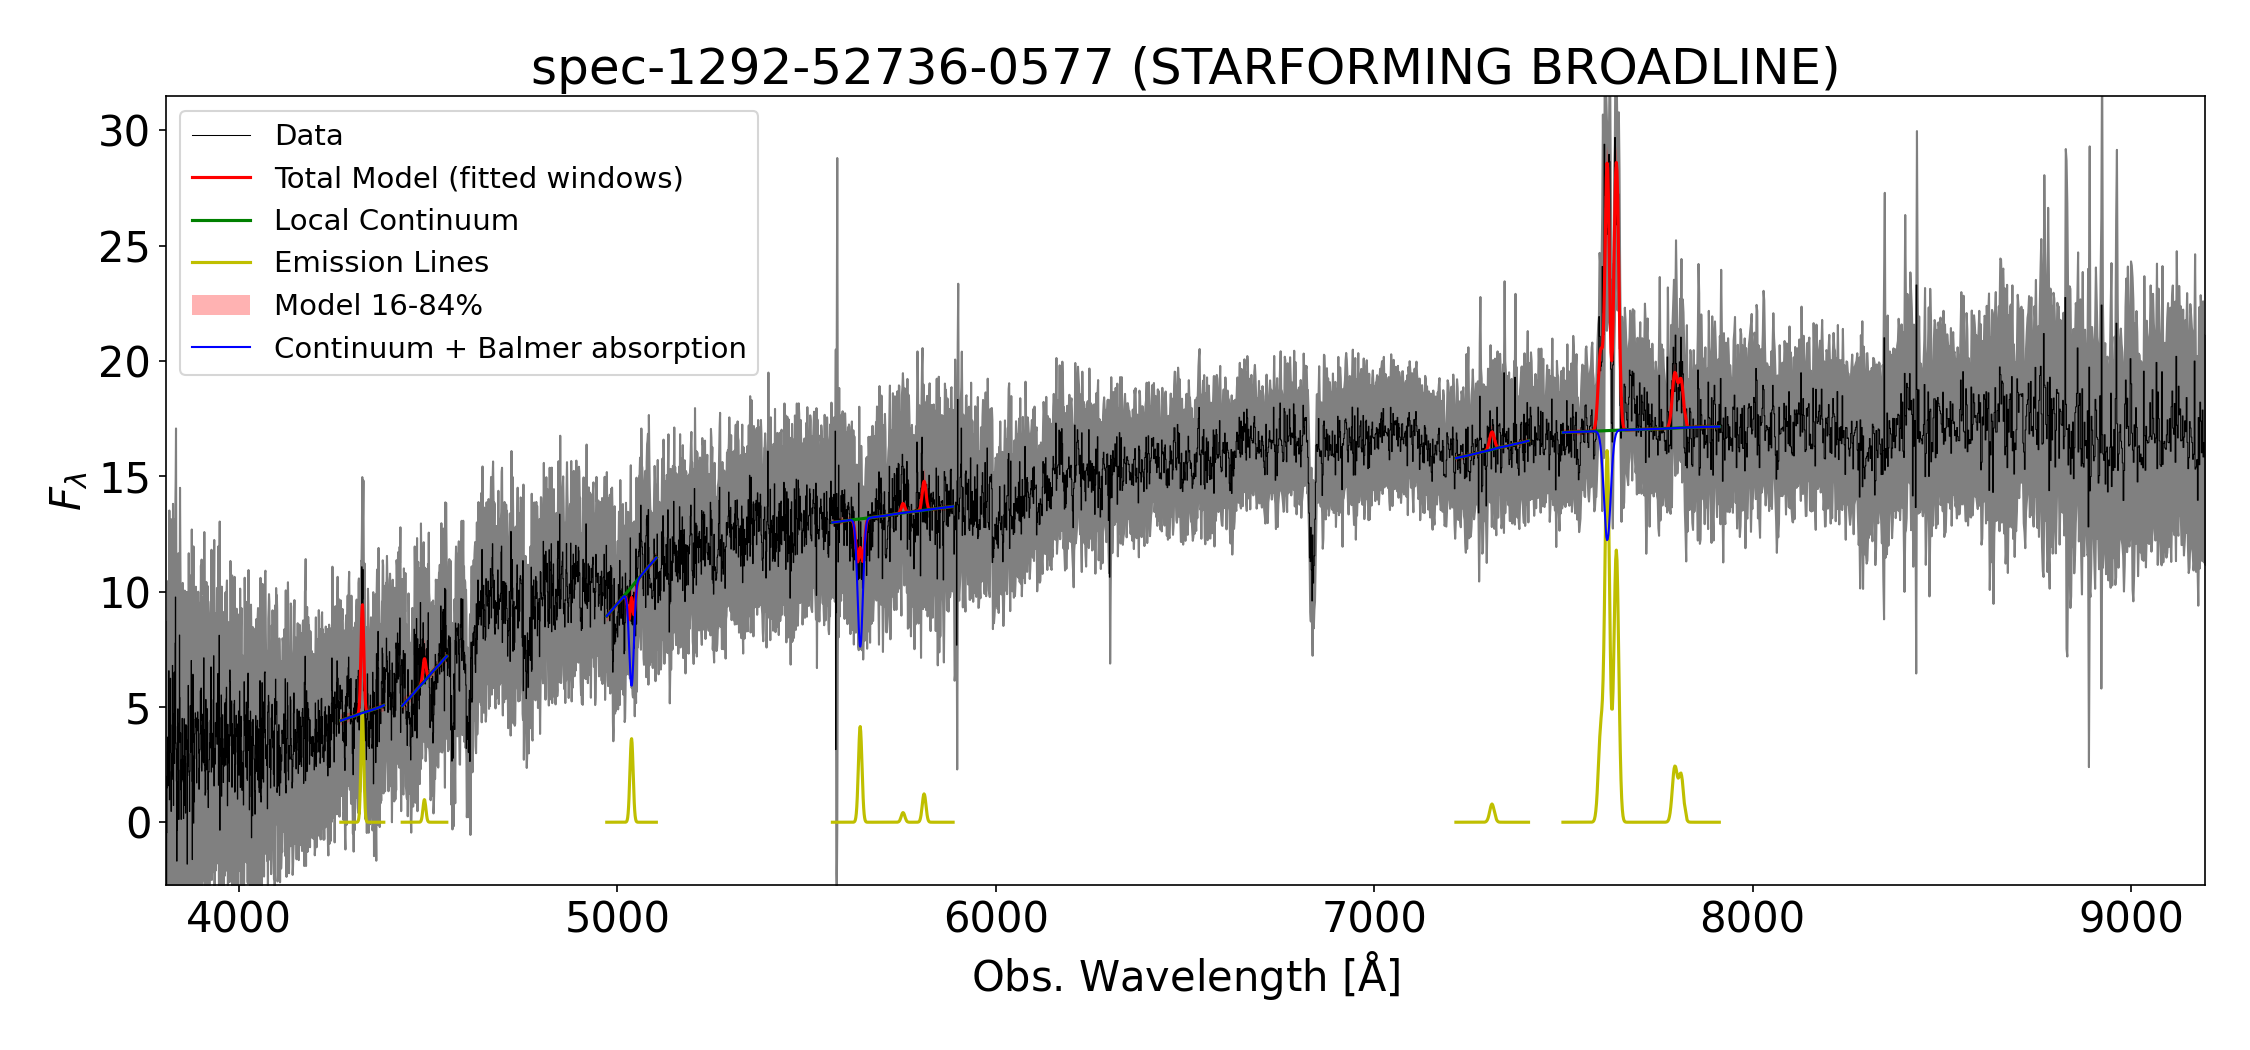 spec-1292-52736-0577 (STARFORMING BROADLINE)
Data
Total Model (fitted windows)
Local Continuum
Emission Lines
Model 16-84%
Continuum + Balmer absorption
30
25
20
15
10
5
0
F_λ
4000 5000 6000 7000 8000 9000
Obs. Wavelength [Å]